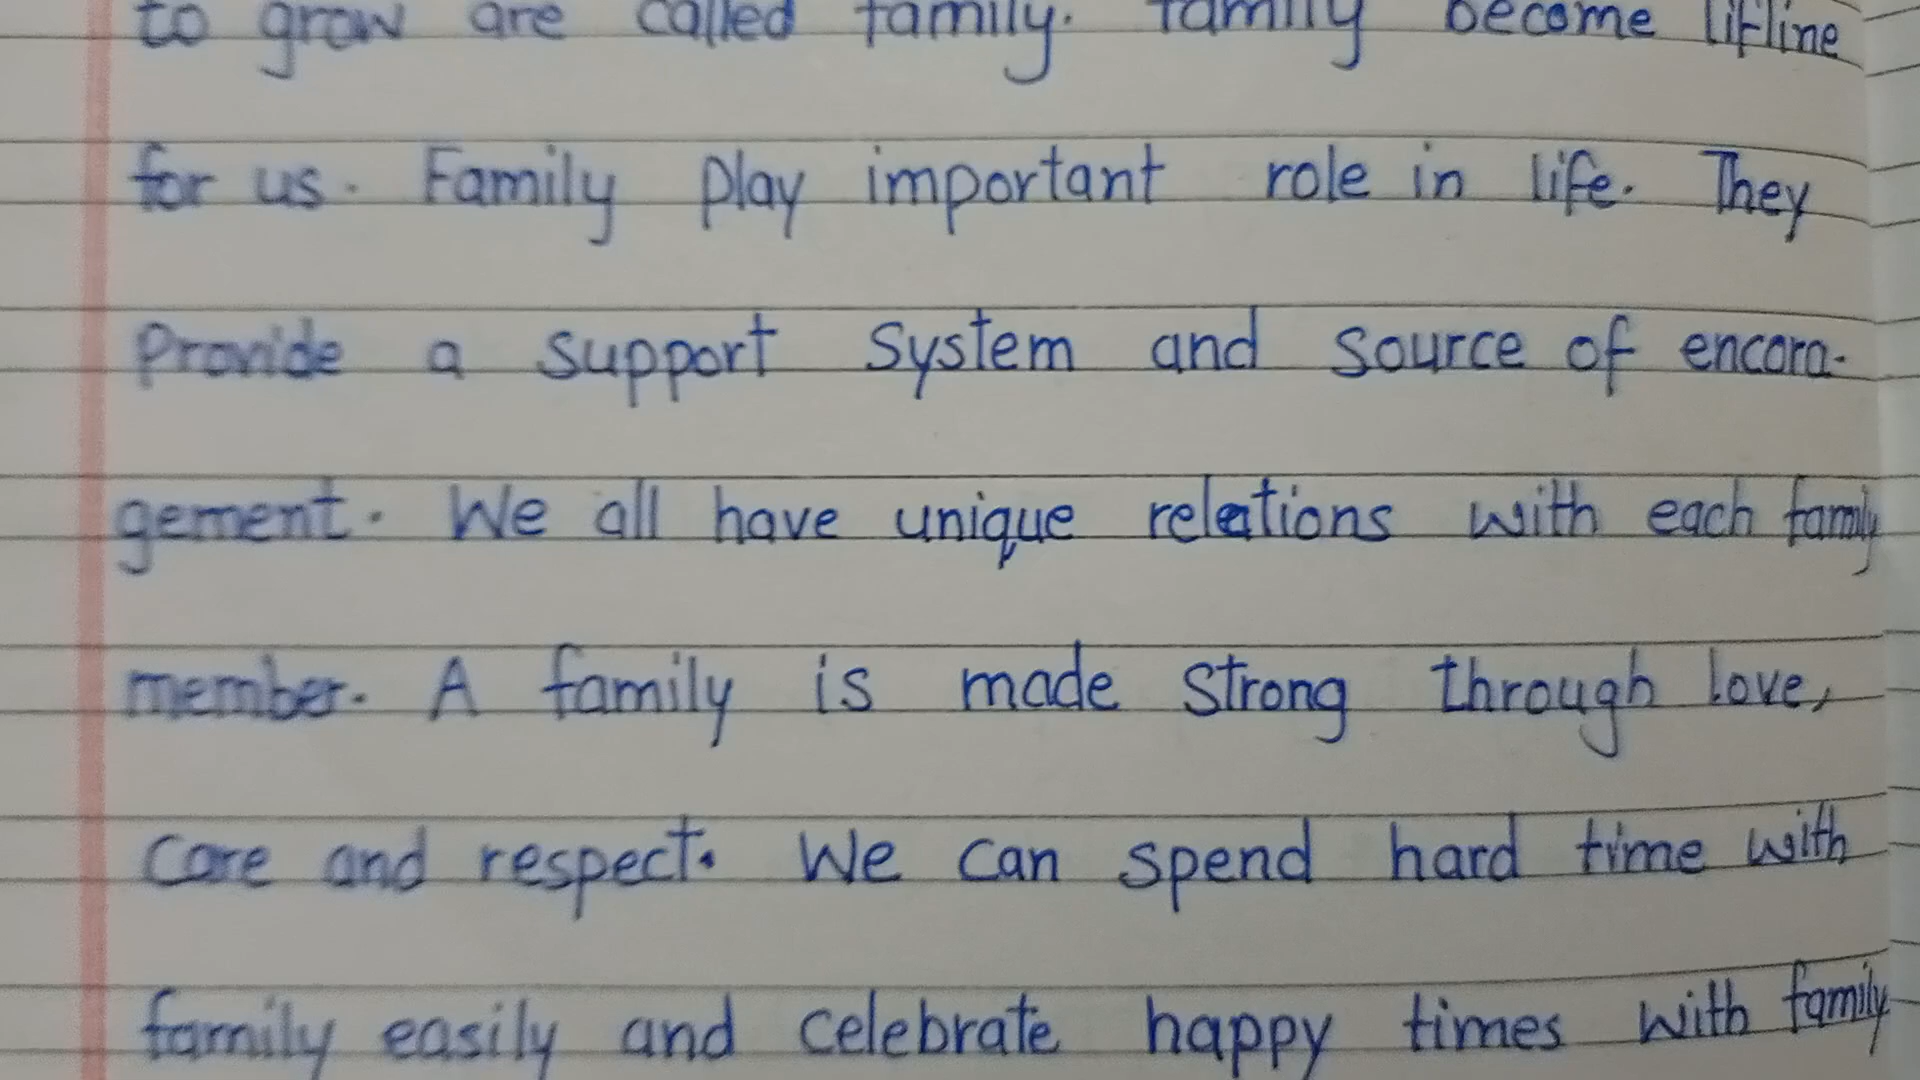 to grow are called family. family become lifline
for us. Family Play important role in life. They
Provide a support System and Source of encora-
gement. We all have unique relations with each family
member. A family is made Strong through love,
Care and respect. We can spend hard time with
family easily and celebrate happy times with family